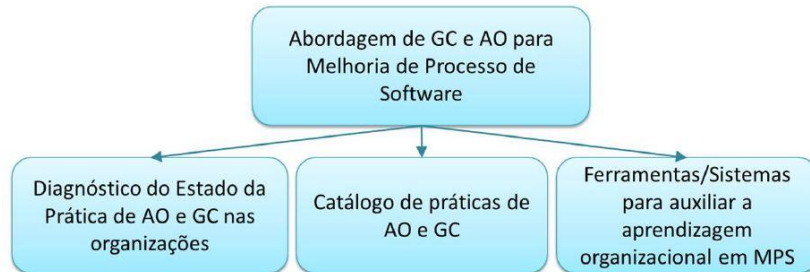 Abordagem de GC e AO para
Melhoria de Processo de
Software
Diagnóstico do Estado da
Prática de AO e GC nas
organizações
Catálogo de práticas de
AO e GC
Ferramentas/Sistemas
para auxiliar a
aprendizagem
organizacional em MPS